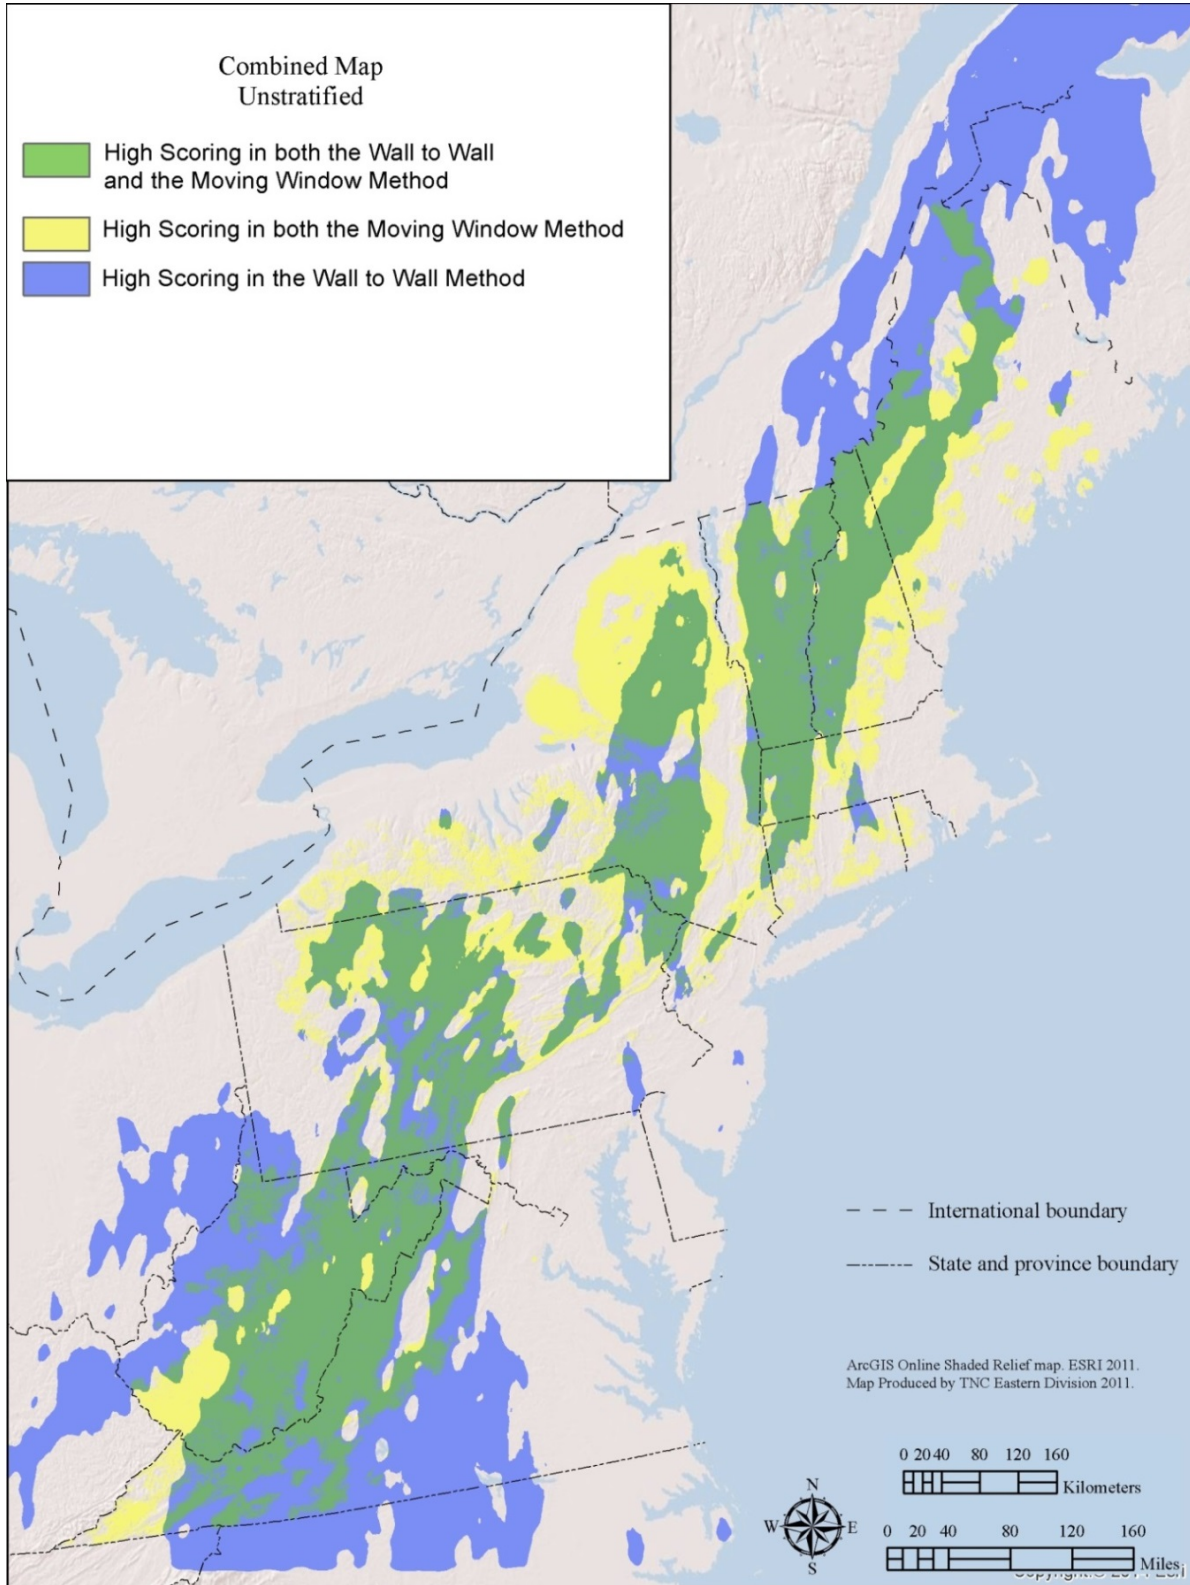 Combined Map
Unstratified
High Scoring in both the Wall to Wall
and the Moving Window Method
High Scoring in both the Moving Window Method
High Scoring in the Wall to Wall Method
International boundary
State and province boundary
ArcGIS Online Shaded Relief map. ESRI 2011.
Map Produced by TNC Eastern Division 2011.
0 20 40 80 120 160
Kilometers
N
W E
S
0 20 40 80 120 160
Miles